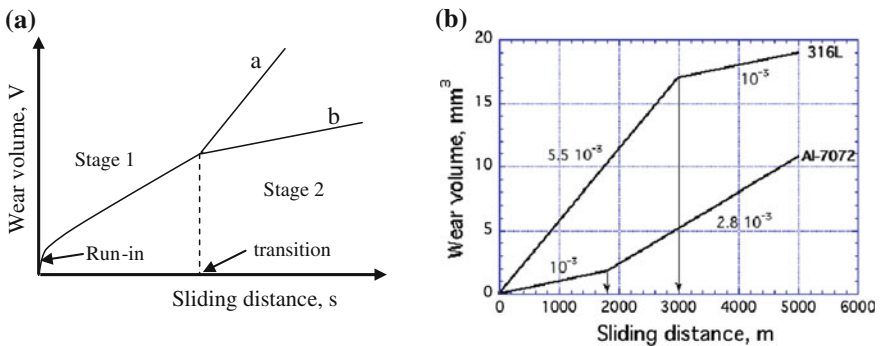 (a)
Wear volume, V
a
b
Stage 1
Stage 2
Run-in
transition
Sliding distance, s
(b)
Wear volume, mm³
20
15
10
5
0
316L
10⁻³
5.5 10⁻³
Al-7072
2.8 10⁻³
10⁻³
0 1000 2000 3000 4000 5000 6000
Sliding distance, m